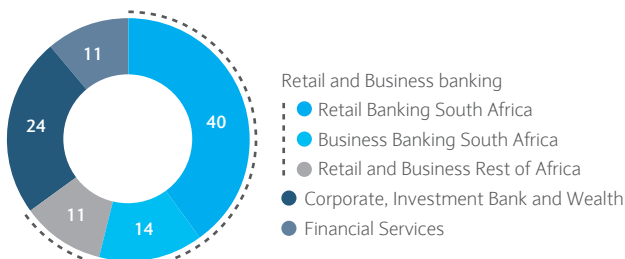 11
24
40
11
14
Retail and Business banking
Retail Banking South Africa
Business Banking South Africa
Retail and Business Rest of Africa
Corporate, Investment Bank and Wealth
Financial Services